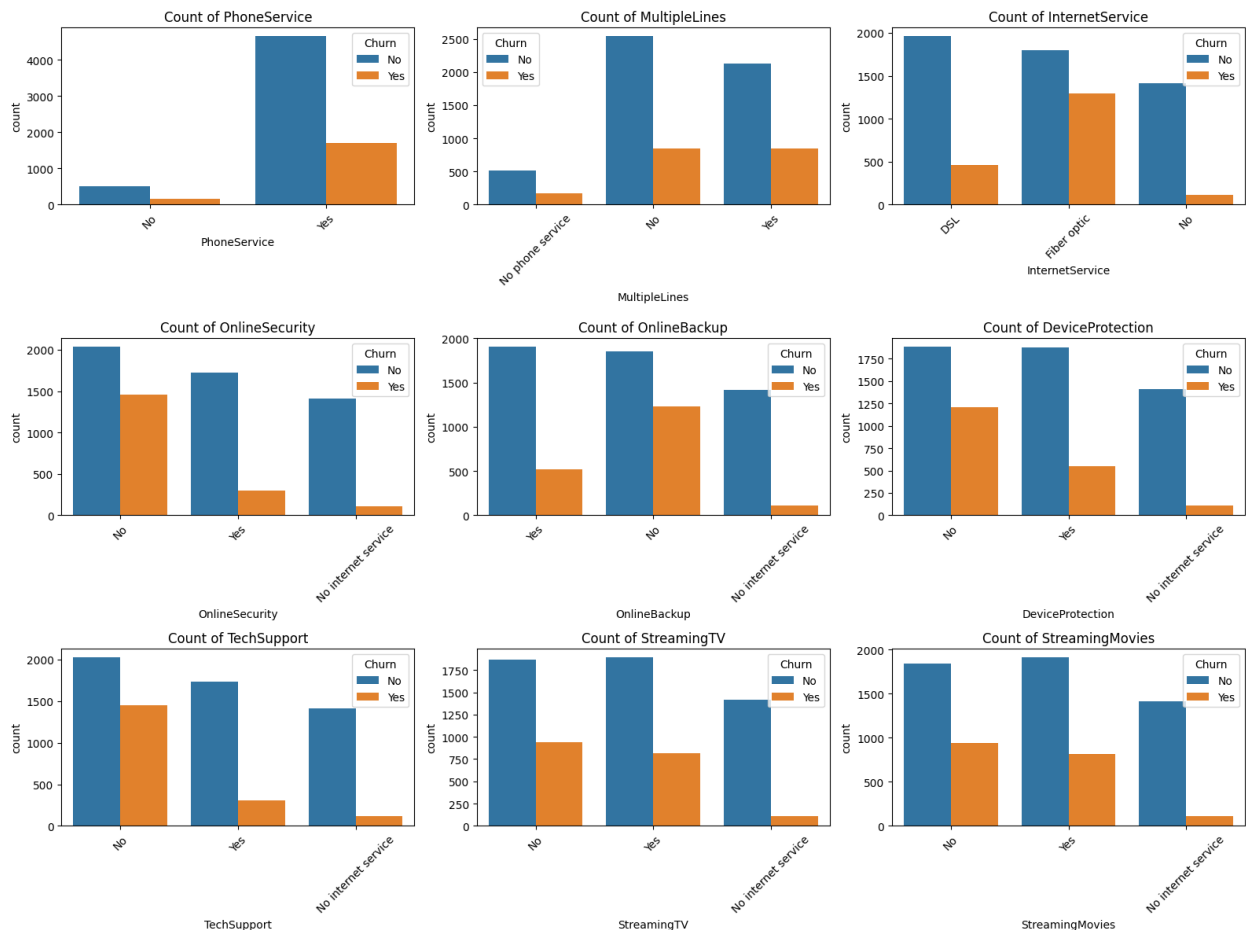 Count of PhoneService
Churn
No
Yes
4000
3000
2000
1000
0
count
No
Yes
PhoneService
Count of MultipleLines
Churn
No
Yes
2500
2000
1500
1000
500
0
count
No phone service
No
Yes
MultipleLines
Count of InternetService
Churn
No
Yes
2000
1500
1000
500
0
count
DSL
Fiber optic
No
InternetService
Count of OnlineSecurity
Churn
No
Yes
2000
1500
1000
500
0
count
No
Yes
No internet service
OnlineSecurity
Count of OnlineBackup
Churn
No
Yes
2000
1500
1000
500
0
count
Yes
No
No internet service
OnlineBackup
Count of DeviceProtection
Churn
No
Yes
1750
1500
1250
1000
750
500
250
0
count
No
Yes
No internet service
DeviceProtection
Count of TechSupport
Churn
No
Yes
2000
1500
1000
500
0
count
No
Yes
No internet service
TechSupport
Count of StreamingTV
Churn
No
Yes
1750
1500
1250
1000
750
500
250
0
count
No
Yes
No internet service
StreamingTV
Count of StreamingMovies
Churn
No
Yes
2000
1500
1000
500
0
count
No
Yes
No internet service
StreamingMovies